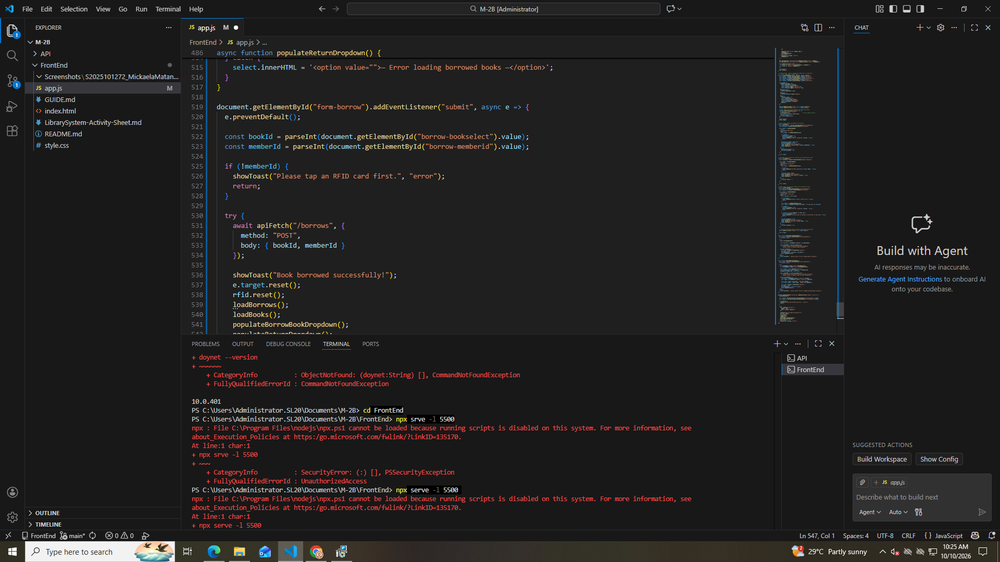 File Edit Selection View Go Run Terminal Help
M-2B [Administrator]
EXPLORER
M-2B
API
FrontEnd
Screenshots\S2025101272_MickaelaMatan...
JS app.js M
GUIDE.md
index.html
LibrarySystem-Activity-Sheet.md
README.md
# style.css
OUTLINE
TIMELINE
JS app.js M
FrontEnd > JS app.js > ...
486 async function populateReturnDropdown() {
515 select.innerHTML = '<option value="">— Error loading borrowed books —</option>';
516 }
517 }
518
519 document.getElementById("form-borrow").addEventListener("submit", async e => {
520 e.preventDefault();
521
522 const bookId = parseInt(document.getElementById("borrow-bookselect").value);
523 const memberId = parseInt(document.getElementById("borrow-memberid").value);
524
525 if (!memberId) {
526 showToast("Please tap an RFID card first.", "error");
527 return;
528 }
529
530 try {
531 await apiFetch("/borrows", {
532 method: "POST",
533 body: { bookId, memberId }
534 });
535
536 showToast("Book borrowed successfully!");
537 e.target.reset();
538 rfid.reset();
539 loadBorrows();
540 loadBooks();
541 populateBorrowBookDropdown();
PROBLEMS OUTPUT DEBUG CONSOLE TERMINAL PORTS
+ doynet --version
+ ~~~~~~
+ CategoryInfo : ObjectNotFound: (doynet:String) [], CommandNotFoundException
+ FullyQualifiedErrorId : CommandNotFoundException
10.0.401
PS C:\Users\Administrator.SL20\Documents\M-2B> cd FrontEnd
PS C:\Users\Administrator.SL20\Documents\M-2B\FrontEnd> npx srve -l 5500
npx : File C:\Program Files\nodejs\npx.ps1 cannot be loaded because running scripts is disabled on this system. For more information, see
about_Execution_Policies at https:/go.microsoft.com/fwlink/?LinkID=135170.
At line:1 char:1
+ npx srve -l 5500
+ ~~~
+ CategoryInfo : SecurityError: (:) [], PSSecurityException
+ FullyQualifiedErrorId : UnauthorizedAccess
PS C:\Users\Administrator.SL20\Documents\M-2B\FrontEnd> npx serve -l 5500
npx : File C:\Program Files\nodejs\npx.ps1 cannot be loaded because running scripts is disabled on this system. For more information, see
about_Execution_Policies at https:/go.microsoft.com/fwlink/?LinkID=135170.
At line:1 char:1
+ npx serve -l 5500
API
FrontEnd
CHAT
Build with Agent
AI responses may be inaccurate.
Generate Agent Instructions to onboard AI
onto your codebase.
SUGGESTED ACTIONS
Build Workspace Show Config
+ JS app.js
Describe what to build next
Agent Auto
FrontEnd main* 0 0
Ln 547, Col 1 Spaces: 4 UTF-8 CRLF {} JavaScript
Type here to search
2 29°C Partly sunny
10:25 AM
10/10/2026